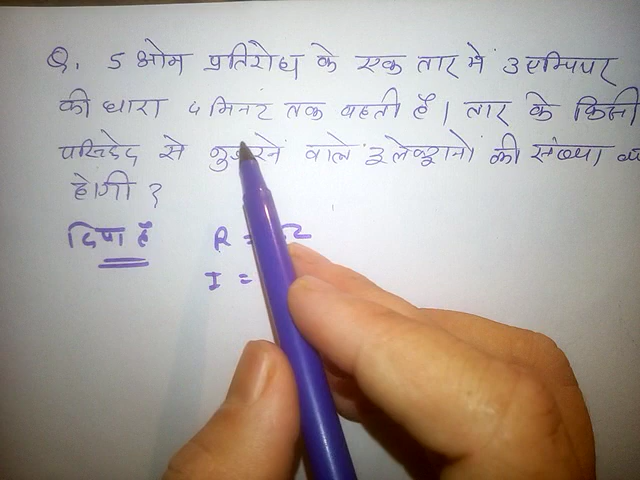 Q. 5 ओम प्रतिरोध के एक तार में 3 एम्पियर
की धारा 4 मिनट तक बहती है। तार के किसी
परिच्छेद से गुजरने वाले इलेक्ट्रानों की संख्या
होगी ?
दिया है R = Ω
I =